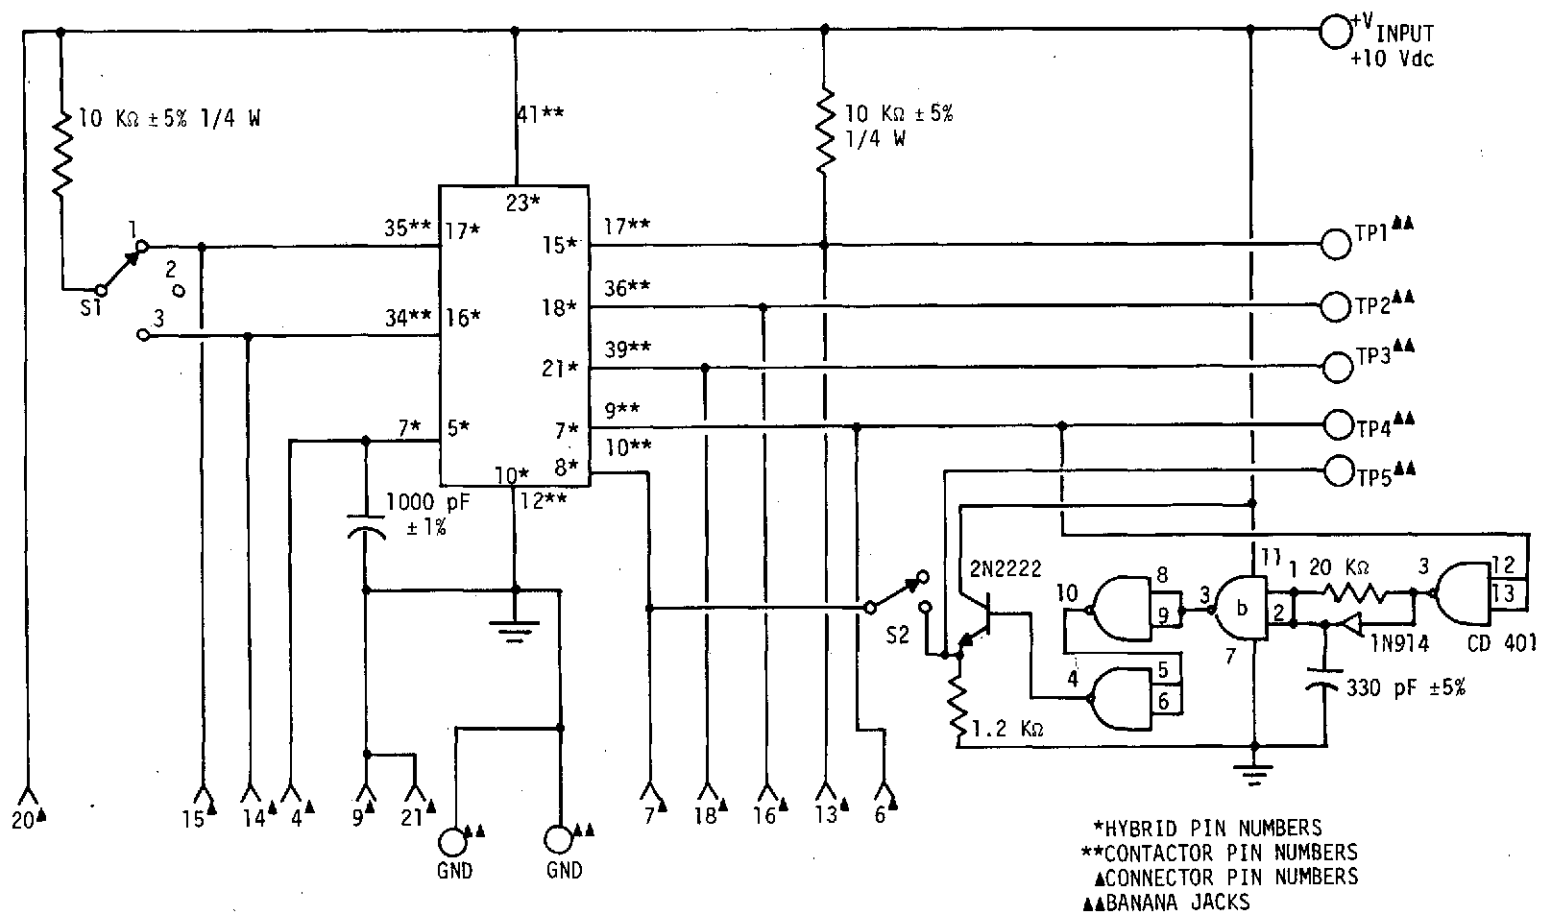 +V INPUT
+10 Vdc
10 KΩ ±5% 1/4 W
41**
10 KΩ ±5%
1/4 W
23*
1
35**
17*
17**
15*
TP1▲▲
2
S1
36**
18*
TP2▲▲
3
34**
16*
39**
21*
TP3▲▲
7*
5*
9**
7*
TP4▲▲
10**
8*
TP5▲▲
10*
12**
1000 pF
±1%
2N2222
11
1
20 KΩ
3
12
13
10
8
9
3
b
2
S2
7
1N914
CD 401
4
5
6
330 pF ±5%
1.2 KΩ
20▲
15▲
14▲
4▲
9▲
21▲
7▲
18▲
16▲
13▲
6▲
▲▲
▲▲
GND
GND
*HYBRID PIN NUMBERS
**CONTACTOR PIN NUMBERS
▲CONNECTOR PIN NUMBERS
▲▲BANANA JACKS